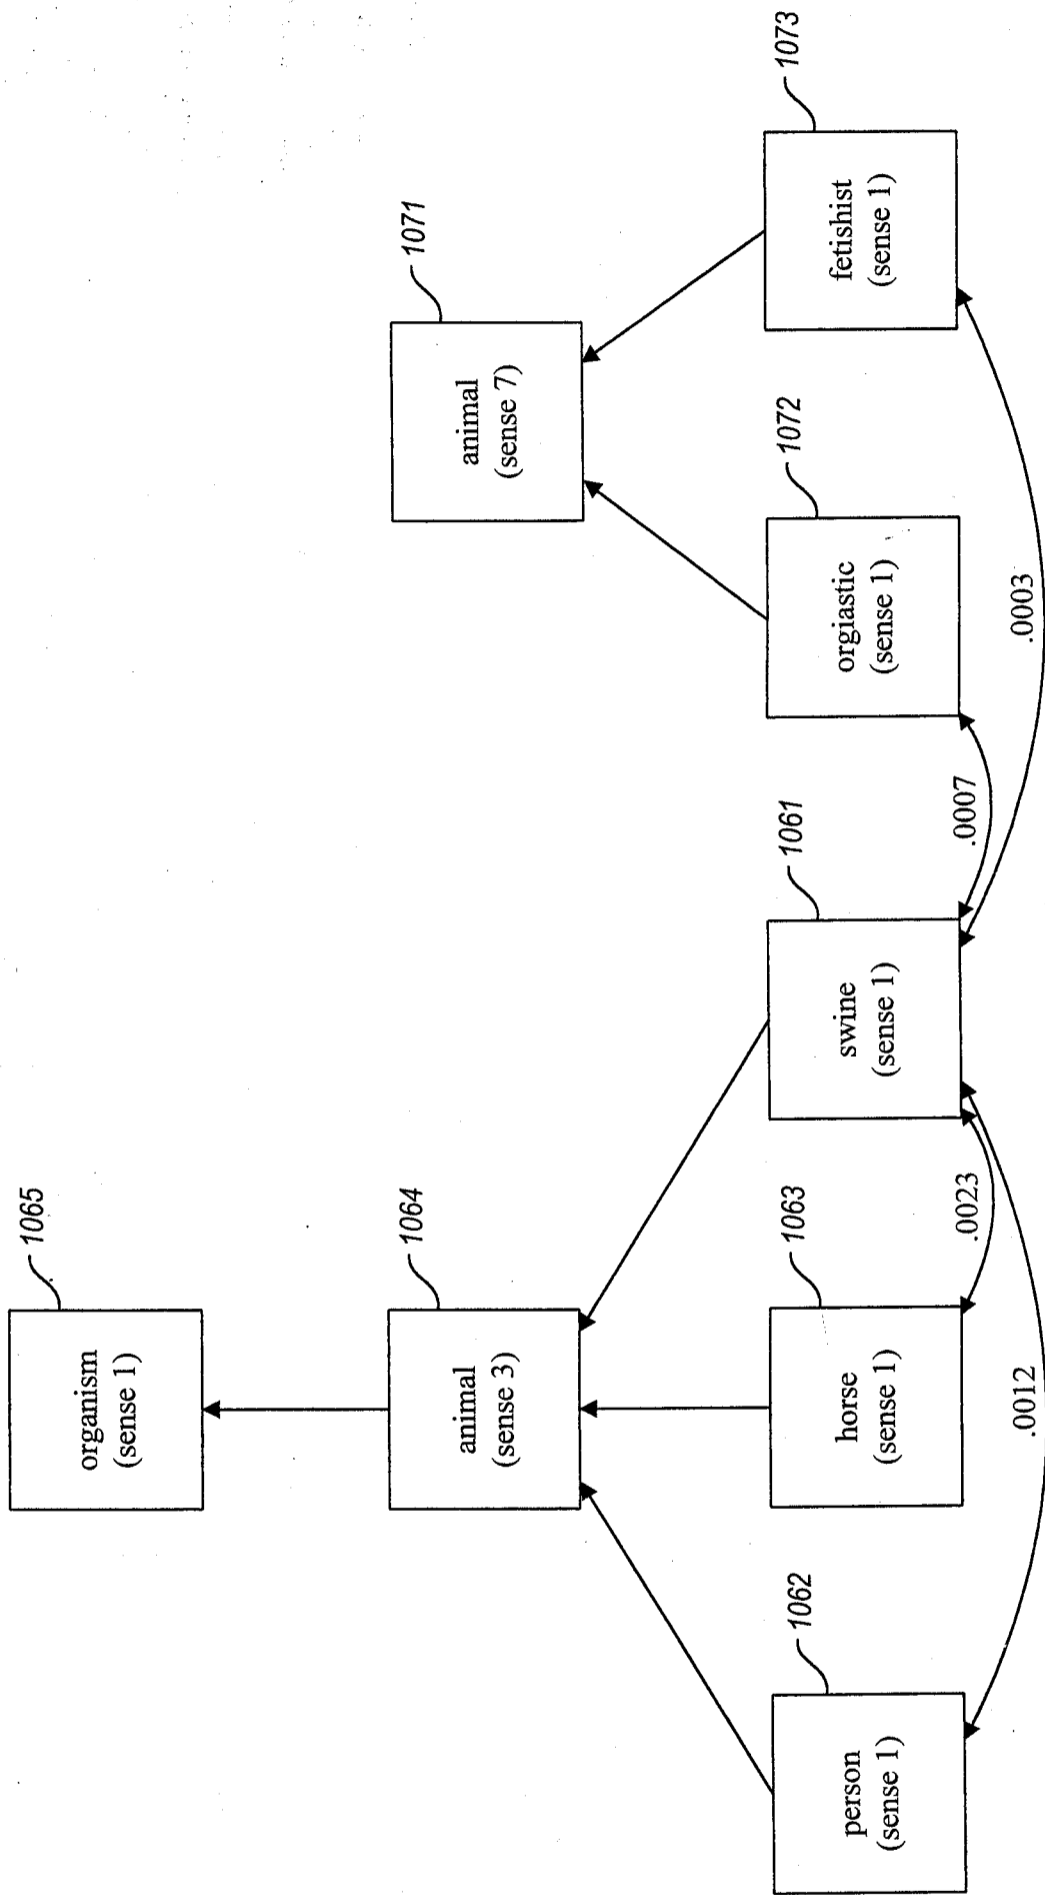 1065
organism
(sense 1)
1064
animal
(sense 3)
1071
animal
(sense 7)
1062
person
(sense 1)
1063
horse
(sense 1)
1061
swine
(sense 1)
1072
orgiastic
(sense 1)
1073
fetishist
(sense 1)
.0023
.0007
.0012
.0003